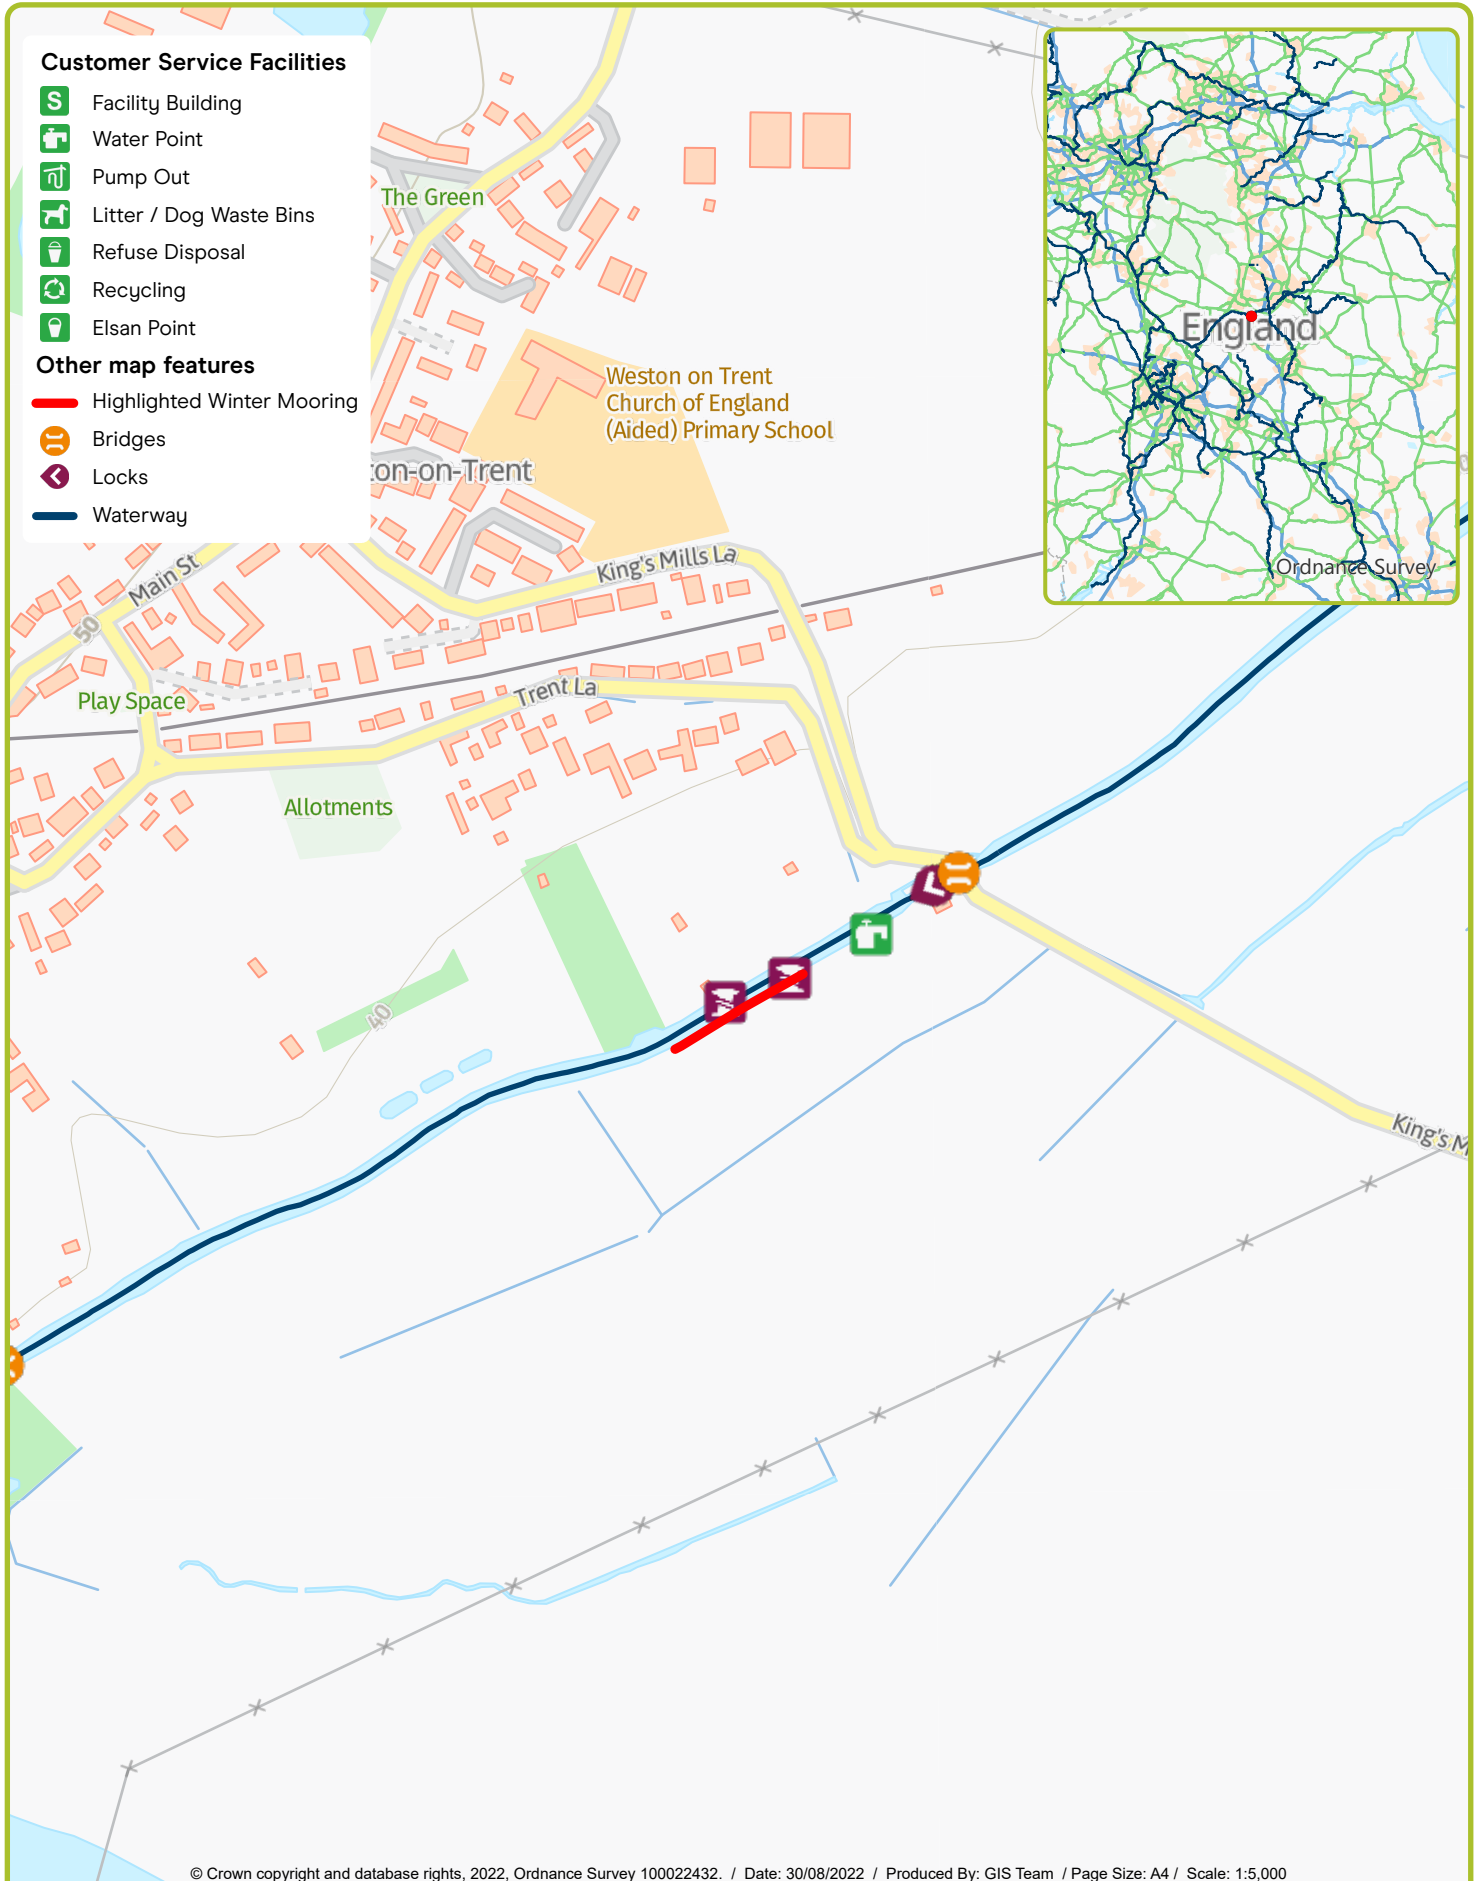 Customer Service Facilities
S
Facility Building
Water Point
Pump Out
Litter / Dog Waste Bins
Refuse Disposal
Recycling
Elsan Point
Other map features
Highlighted Winter Mooring
Bridges
Locks
Waterway
The Green
Weston on Trent
Church of England
(Aided) Primary School
ton-on-Trent
King's Mills La
Main St
50
Play Space
Trent La
Allotments
40
King's M
England
Ordnance Survey
© Crown copyright and database rights, 2022, Ordnance Survey 100022432. / Date: 30/08/2022 / Produced By: GIS Team / Page Size: A4 / Scale: 1:5,000